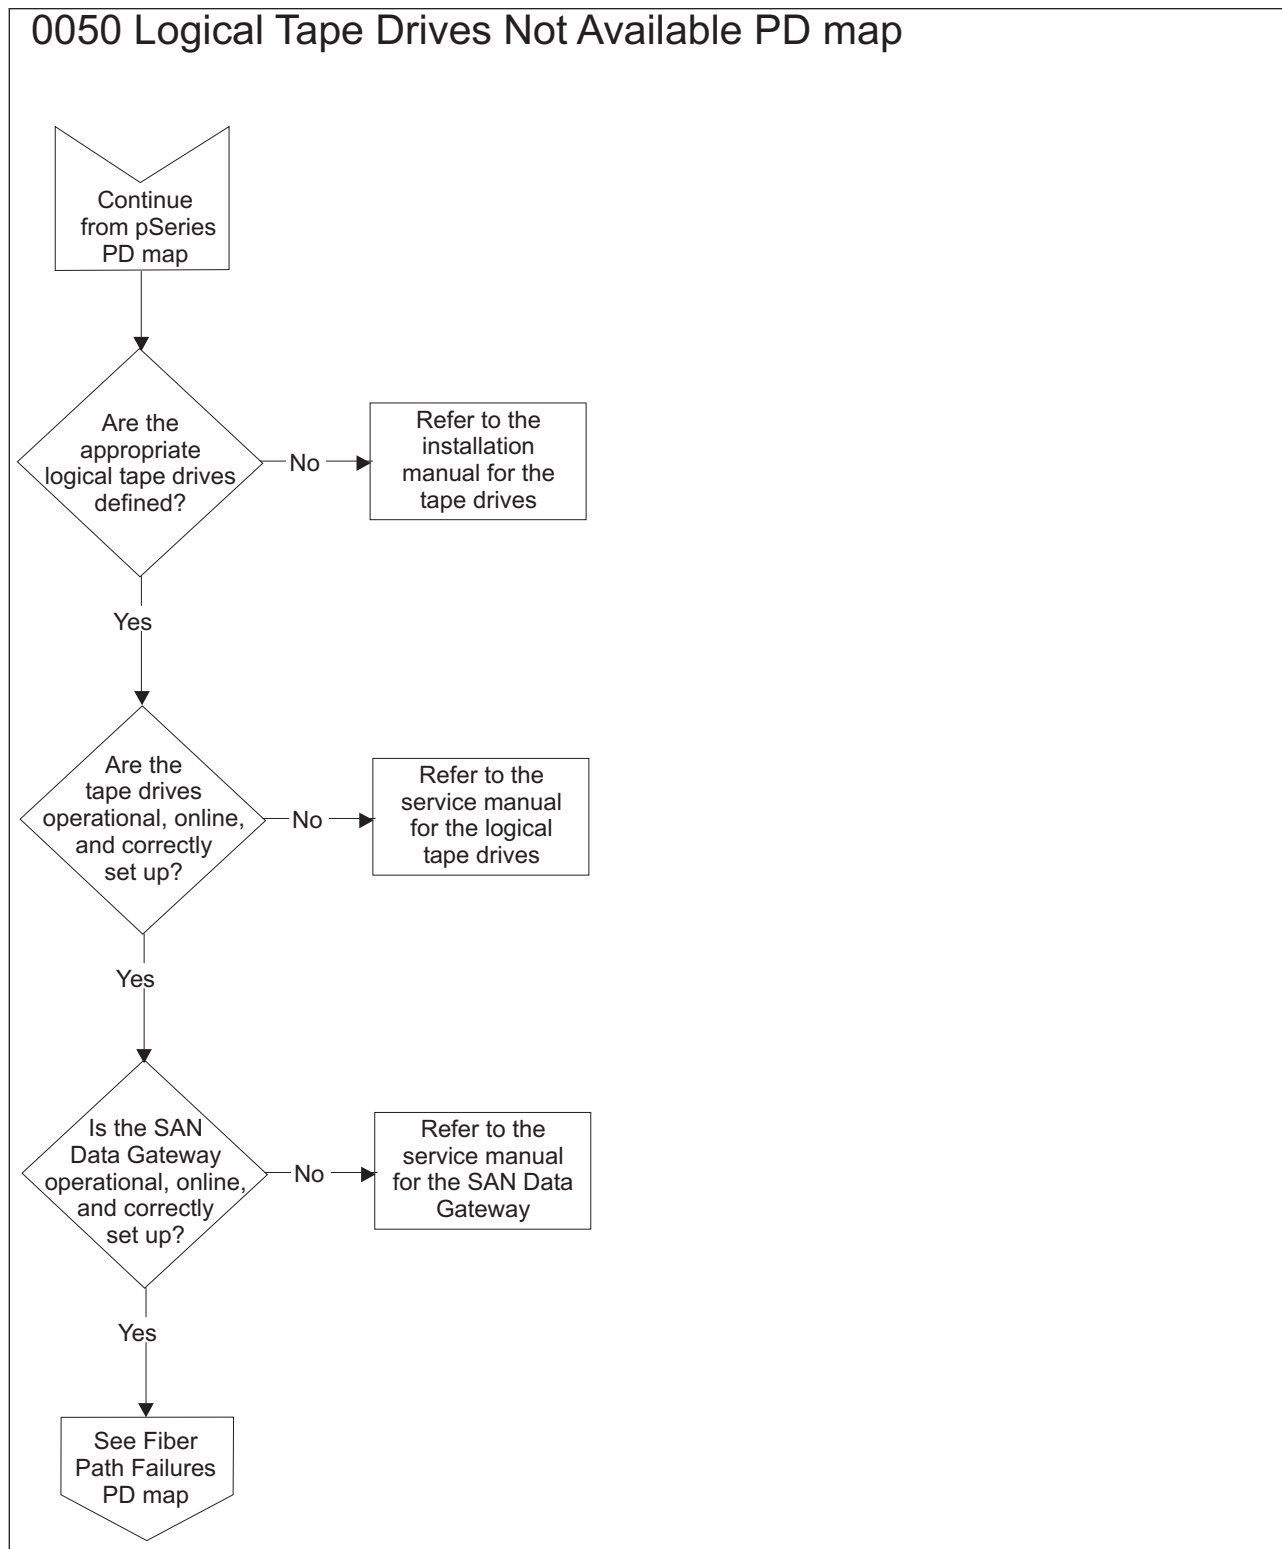 0050 Logical Tape Drives Not Available PD map
Continue
from pSeries
PD map
Are the
appropriate
logical tape drives
defined?
No
Refer to the
installation
manual for the
tape drives
Yes
Are the
tape drives
operational, online,
and correctly
set up?
No
Refer to the
service manual
for the logical
tape drives
Yes
Is the SAN
Data Gateway
operational, online,
and correctly
set up?
No
Refer to the
service manual
for the SAN Data
Gateway
Yes
See Fiber
Path Failures
PD map